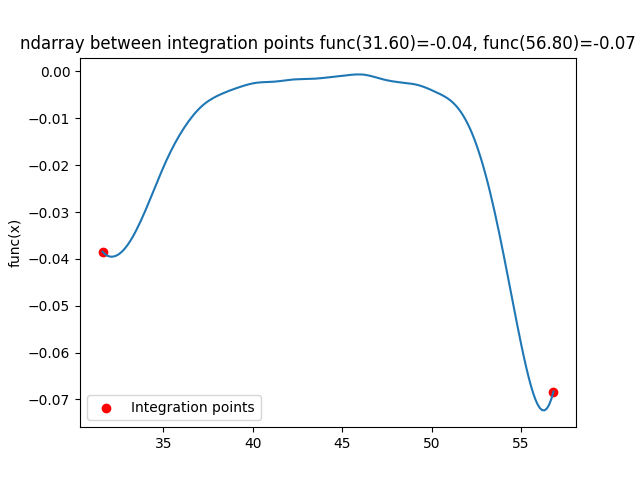 ndarray between integration points func(31.60)=-0.04, func(56.80)=-0.07
0.00
−0.01
−0.02
−0.03
−0.04
−0.05
−0.06
−0.07
func(x)
Integration points
35 40 45 50 55